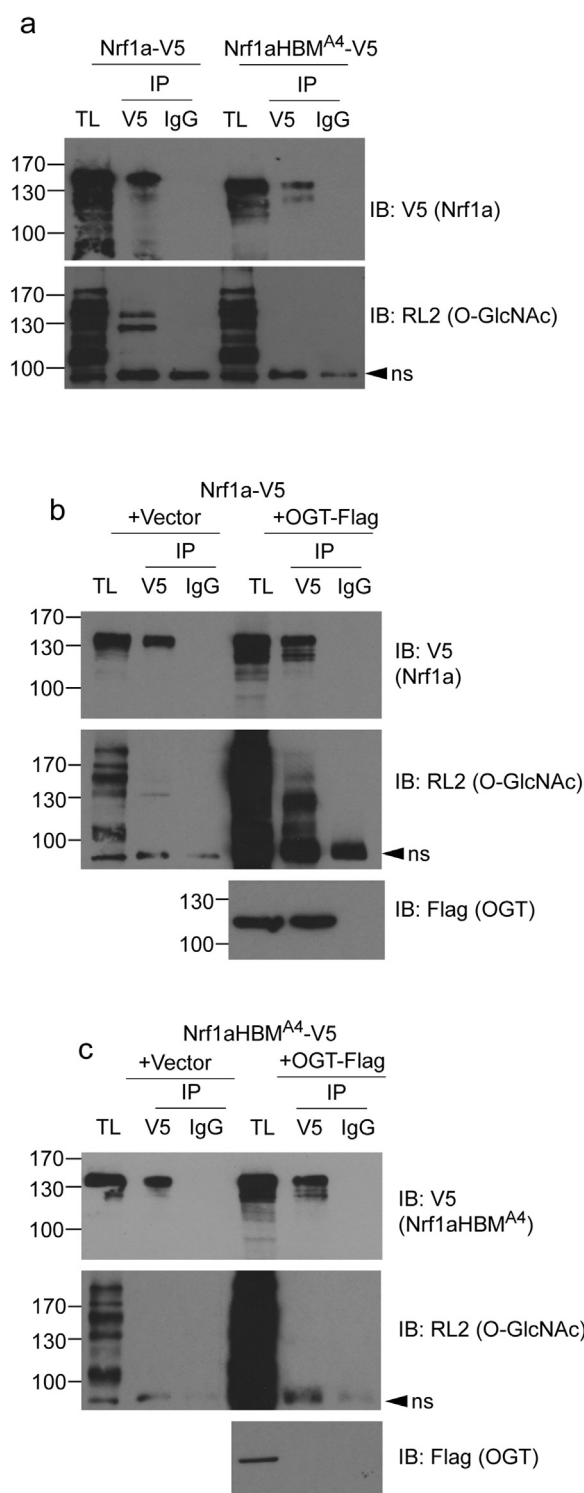 a
Nrf1a-V5 Nrf1aHBM^A4-V5
IP IP
TL V5 IgG TL V5 IgG
170
130
100
IB: V5 (Nrf1a)
170
130
100
IB: RL2 (O-GlcNAc)
ns
b
Nrf1a-V5
+Vector +OGT-Flag
IP IP
TL V5 IgG TL V5 IgG
170
130
100
IB: V5
(Nrf1a)
170
130
100
IB: RL2 (O-GlcNAc)
ns
130
100
IB: Flag (OGT)
c
Nrf1aHBM^A4-V5
+Vector +OGT-Flag
IP IP
TL V5 IgG TL V5 IgG
170
130
100
IB: V5
(Nrf1aHBM^A4)
170
130
100
IB: RL2 (O-GlcNAc)
ns
IB: Flag (OGT)